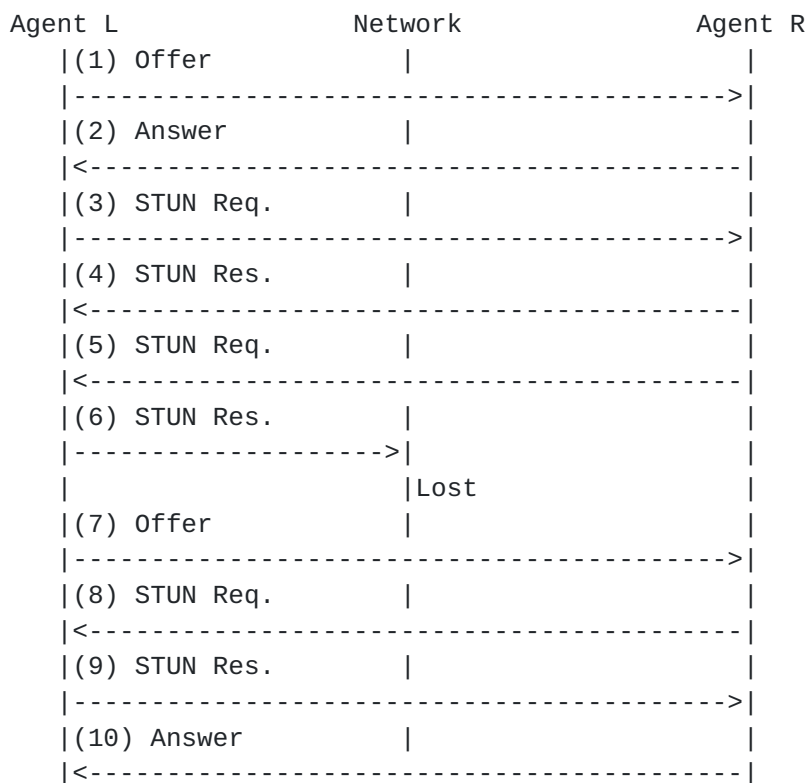 Agent L Network Agent R
|(1) Offer | |
|------------------------------------------>|
|(2) Answer | |
|<------------------------------------------|
|(3) STUN Req. | |
|------------------------------------------>|
|(4) STUN Res. | |
|<------------------------------------------|
|(5) STUN Req. | |
|<------------------------------------------|
|(6) STUN Res. | |
|-------------------->| |
| |Lost |
|(7) Offer | |
|------------------------------------------>|
|(8) STUN Req. | |
|<------------------------------------------|
|(9) STUN Res. | |
|------------------------------------------>|
|(10) Answer | |
|<------------------------------------------|